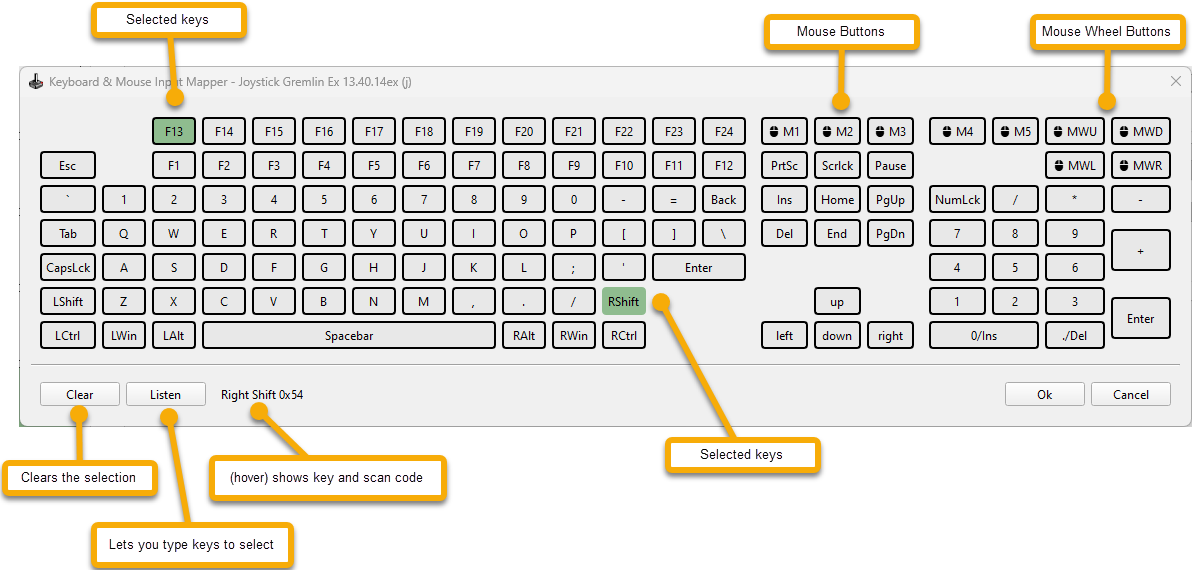 Selected keys
Mouse Buttons
Mouse Wheel Buttons
Keyboard & Mouse Input Mapper - Joystick Gremlin Ex 13.40.14ex (j)
F13 F14 F15 F16 F17 F18 F19 F20 F21 F22 F23 F24 M1 M2 M3 M4 M5 MWU MWD
Esc F1 F2 F3 F4 F5 F6 F7 F8 F9 F10 F11 F12 PrtSc Scrlck Pause MWL MWR
` 1 2 3 4 5 6 7 8 9 0 - = Back Ins Home PgUp NumLck / * -
Tab Q W E R T Y U I O P [ ] \ Del End PgDn 7 8 9
+
CapsLck A S D F G H J K L ; ' Enter 4 5 6
LShift Z X C V B N M , . / RShift up 1 2 3
Enter
LCtrl LWin LAlt Spacebar RAlt RWin RCtrl left down right 0/Ins ./Del
Clear Listen Right Shift 0x54 Ok Cancel
Selected keys
Clears the selection
(hover) shows key and scan code
Lets you type keys to select